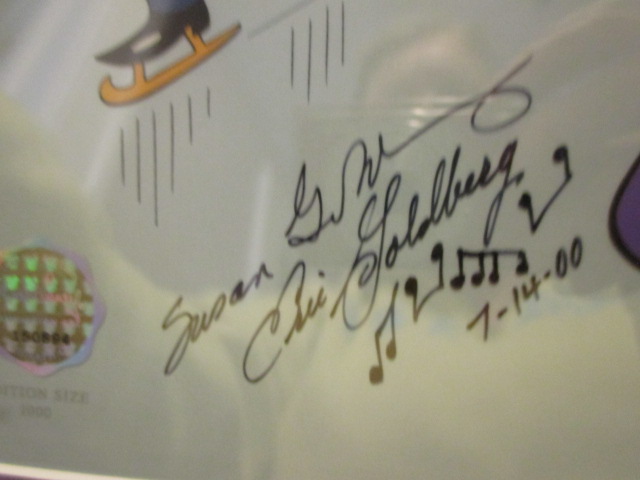 Susan
Eric Goldberg
7-14-00
EDITION SIZE